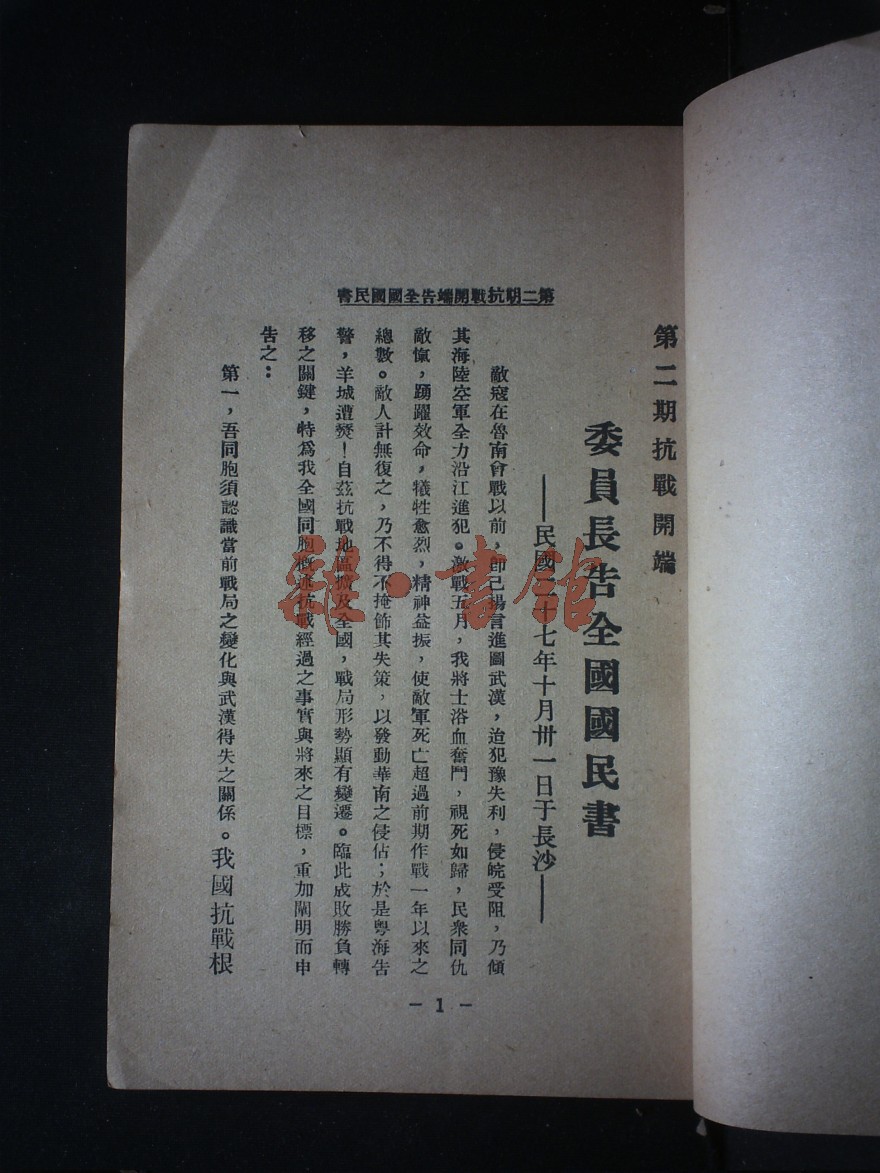 第二期抗戰開端告全國國民書
第二期抗戰開端
委員長告全國國民書
——民國二十七年十月卅一日于長沙——
敵寇在魯南會戰以前，即已揚言進圖武漢，迨犯豫失利，侵皖受阻，乃傾
其海陸空軍全力沿江進犯。激戰五月，我將士浴血奮鬥，視死如歸，民衆同仇
敵愾，踴躍效命，犧牲愈烈，精神益振，使敵軍死亡超過前期作戰一年以來之
總數。敵人計無復之，乃不得不掩飾其失策，以發動華南之侵佔；於是粵海告
警，羊城遭燹！自茲抗戰地區擴及全國，戰局形勢顯有變遷。臨此成敗勝負轉
移之關鍵，特爲我全國同胞概述抗戰經過之事實與將來之目標，重加闡明而申
告之：
第一，吾同胞須認識當前戰局之變化與武漢得失之關係。我國抗戰根
— 1 —
雜·書館